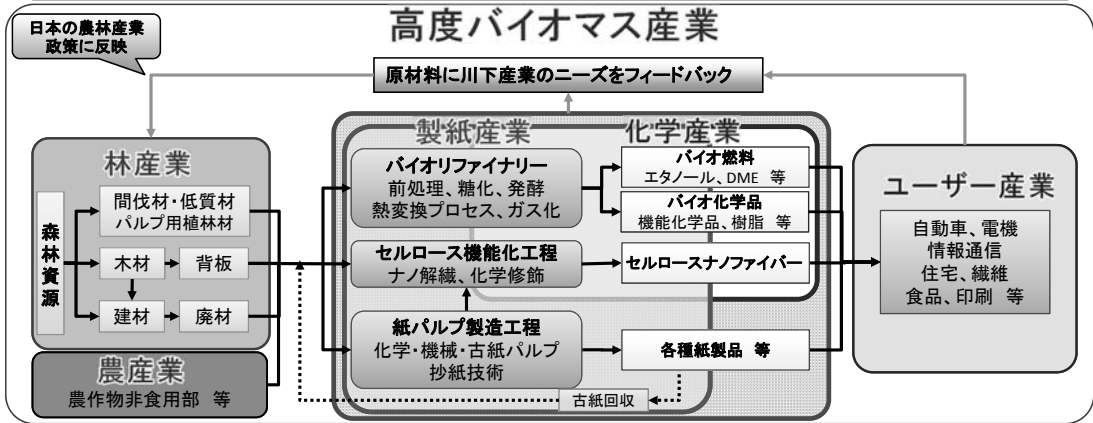 高度バイオマス産業
日本の農林産業
政策に反映
原材料に川下産業のニーズをフィードバック
林産業
森林資源
間伐材・低質材
パルプ用植林材
木材
背板
建材
廃材
農産業
農作物非食用部 等
製紙産業
化学産業
バイオリファイナリー
前処理、糖化、発酵
熱変換プロセス、ガス化
セルロース機能化工程
ナノ解繊、化学修飾
紙パルプ製造工程
化学・機械・古紙パルプ
抄紙技術
バイオ燃料
エタノール、DME 等
バイオ化学品
機能化学品、樹脂 等
セルロースナノファイバー
各種紙製品 等
古紙回収
ユーザー産業
自動車、電機
情報通信
住宅、繊維
食品、印刷 等